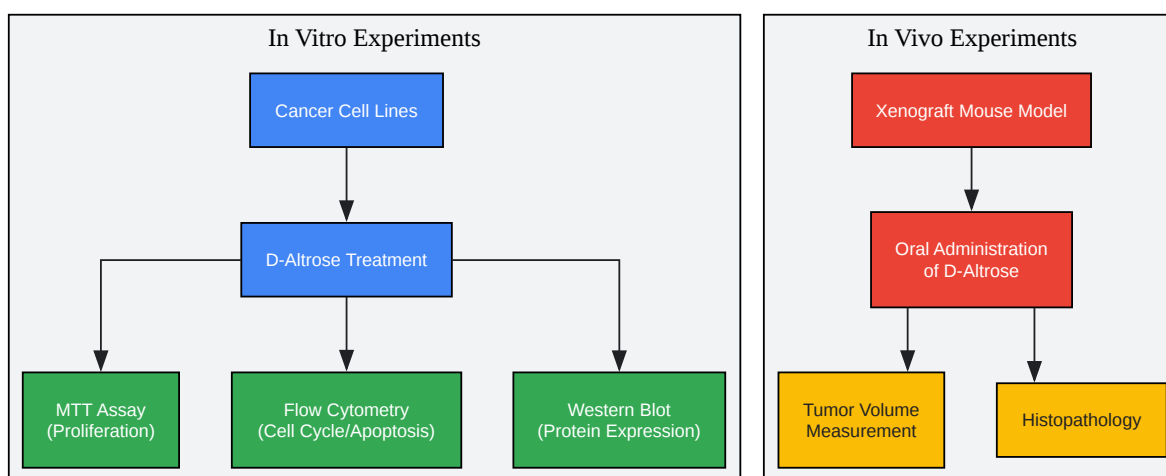 In Vitro Experiments
Cancer Cell Lines
D-Altrose Treatment
MTT Assay
(Proliferation)
Flow Cytometry
(Cell Cycle/Apoptosis)
Western Blot
(Protein Expression)
In Vivo Experiments
Xenograft Mouse Model
Oral Administration
of D-Altrose
Tumor Volume
Measurement
Histopathology